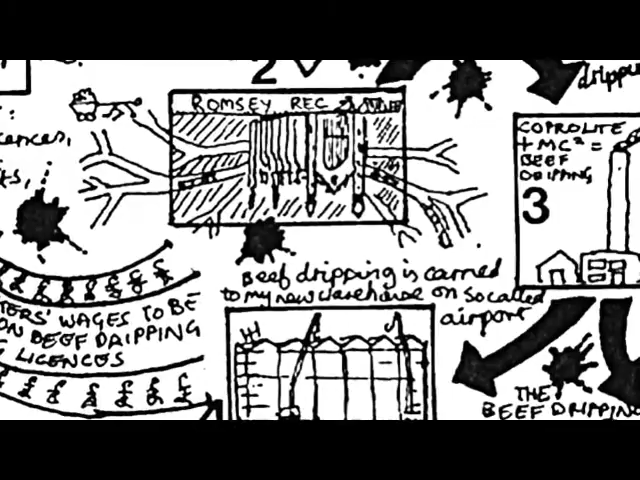 2
dripping
ROMSEY REC
COPROLITE
+ MC² =
BEEF
DRIPPING
3
Beef dripping is carried
to my new warehouse on so called
airport
WAGES TO BE
ON BEEF DRIPPING
LICENCES
££££££££
££££££
THE
BEEF DRIPPING